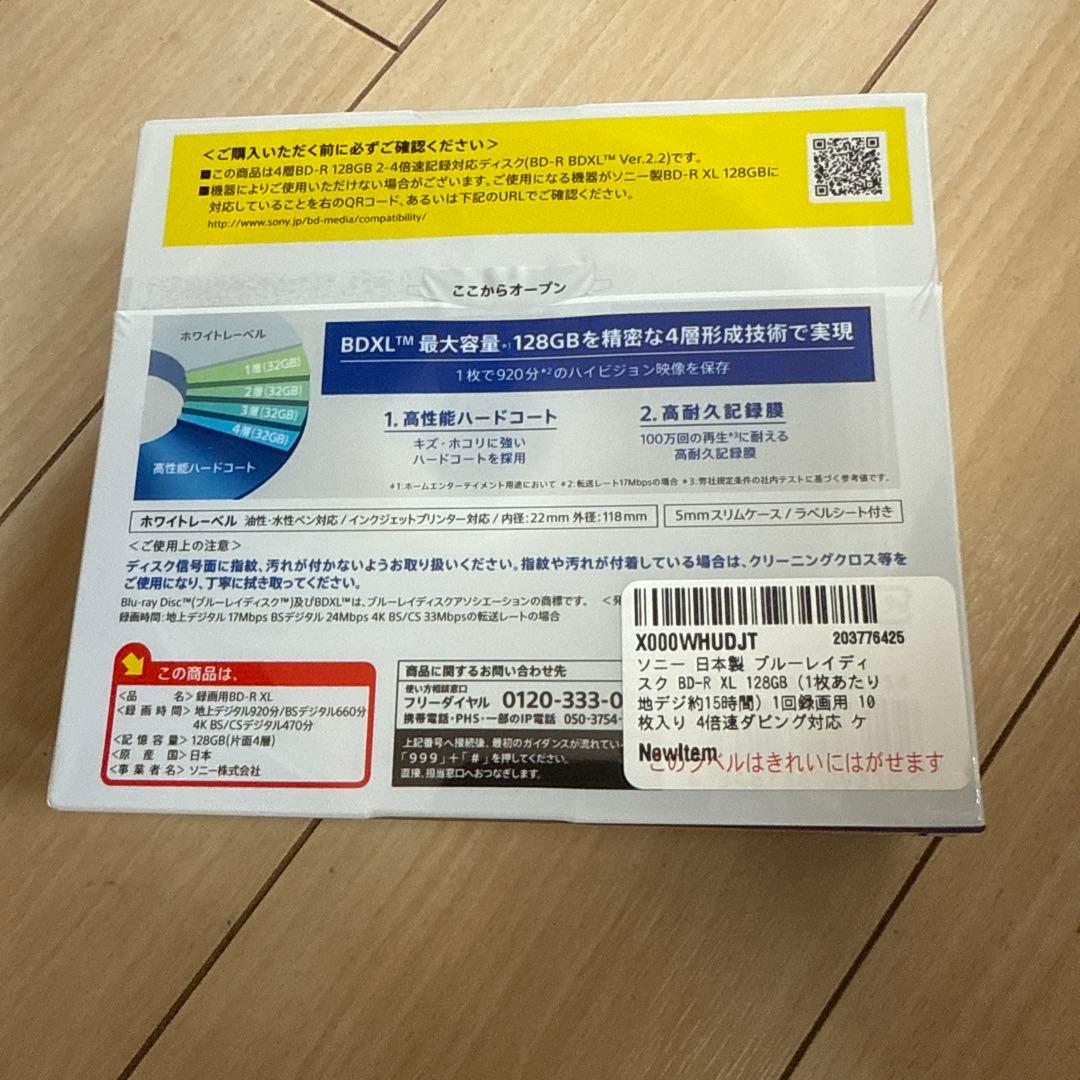 ＜ご購入いただく前に必ずご確認ください＞
■この商品は4層BD-R 128GB 2-4倍速記録対応ディスク(BD-R BDXL™ Ver.2.2)です。
■機器によりご使用いただけない場合がございます。ご使用になる機器がソニー製BD-R XL 128GBに
対応していることを右のQRコード、あるいは下記のURLでご確認ください。
http://www.sony.jp/bd-media/compatibility/
ここからオープン
ホワイトレーベル
1層(32GB)
2層(32GB)
3層(32GB)
4層(32GB)
高性能ハードコート
BDXL™ 最大容量*1 128GBを精密な4層形成技術で実現
1枚で920分*2のハイビジョン映像を保存
1. 高性能ハードコート
キズ・ホコリに強い
ハードコートを採用
2. 高耐久記録膜
100万回の再生*3に耐える
高耐久記録膜
*1:ホームエンターテイメント用途において *2:転送レート17Mbpsの場合 *3:弊社規定条件の社内テストに基づく参考値です。
ホワイトレーベル 油性・水性ペン対応 / インクジェットプリンター対応 / 内径:22mm 外径:118mm
5mmスリムケース / ラベルシート付き
＜ご使用上の注意＞
ディスク信号面に指紋、汚れが付かないようお取り扱いください。指紋や汚れが付着している場合は、クリーニングクロス等を
ご使用になり、丁寧に拭き取ってください。
Blu-ray Disc™(ブルーレイディスク™)及びBDXL™は、ブルーレイディスクアソシエーションの商標です。 ＜発
録画時間:地上デジタル 17Mbps BSデジタル 24Mbps 4K BS/CS 33Mbpsの転送レートの場合
この商品は、
＜品 名＞録画用BD-R XL
＜録画時間＞地上デジタル920分/BSデジタル660分
4K BS/CSデジタル470分
＜記憶容量＞128GB(片面4層)
＜原産国＞日本
＜事業者名＞ソニー株式会社
商品に関するお問い合わせ先
使い方相談窓口
フリーダイヤル 0120-333-0
携帯電話・PHS・一部のIP電話 050-3754-
上記番号へ接続後、最初のガイダンスが流れてい
「999」+「#」を押してください。
直接、担当窓口へおつなぎします。
X000WHUDJT 203776425
ソニー 日本製 ブルーレイディ
スク BD-R XL 128GB (1枚あたり
地デジ約15時間) 1回録画用 10
枚入り 4倍速ダビング対応 ケ
NewItem
このラベルはきれいにはがせます